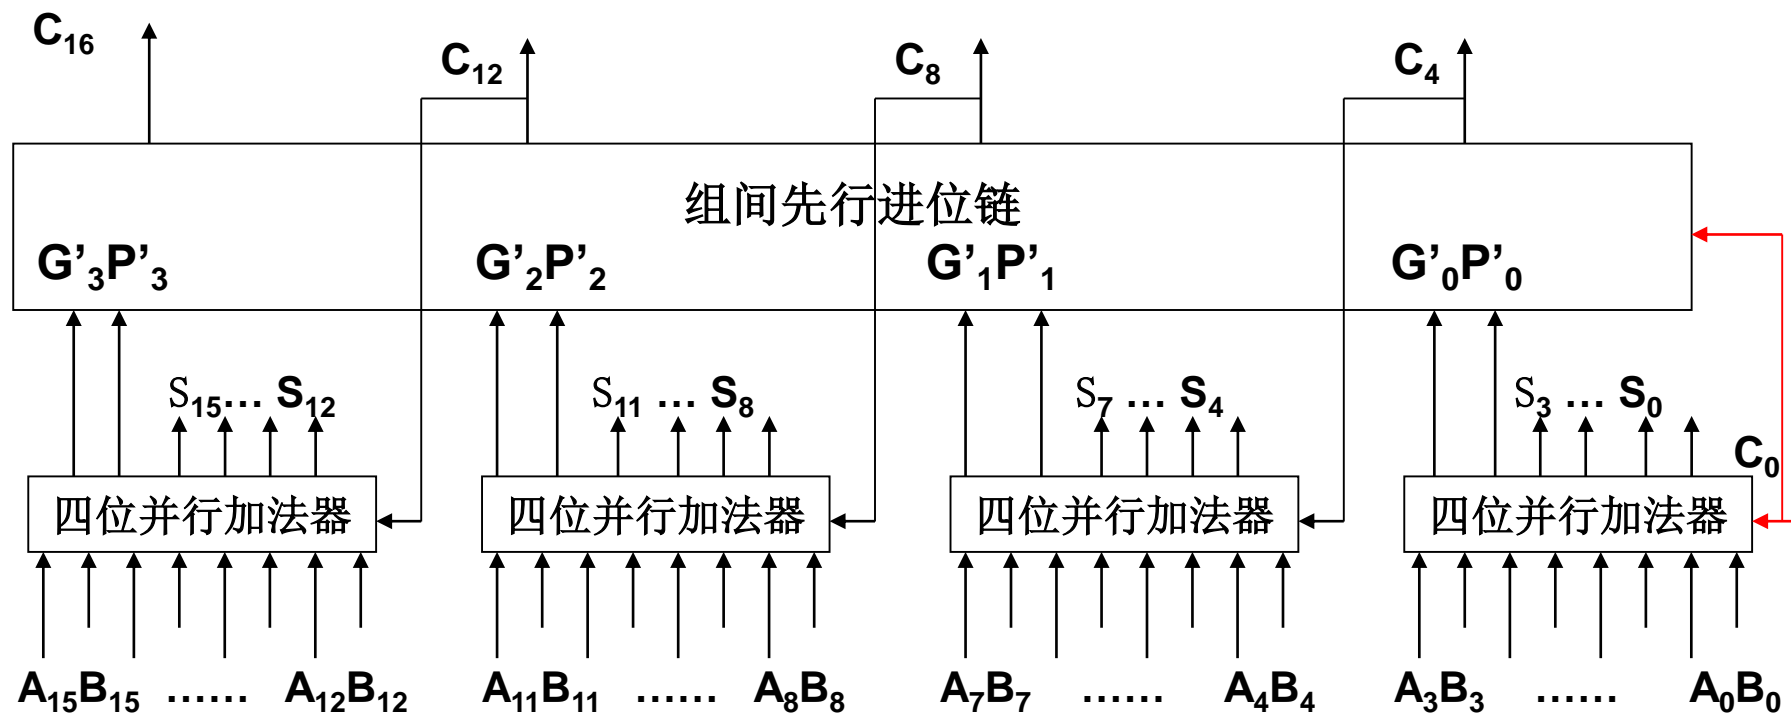 C16 C12 C8 C4
组间先行进位链
G’3P’3 G’2P’2 G’1P’1 G’0P’0
S15… S12 S11 … S8 S7 … S4 S3 … S0
C0
四位并行加法器 四位并行加法器 四位并行加法器 四位并行加法器
A15B15 …… A12B12 A11B11 …… A8B8 A7B7 …… A4B4 A3B3 …… A0B0